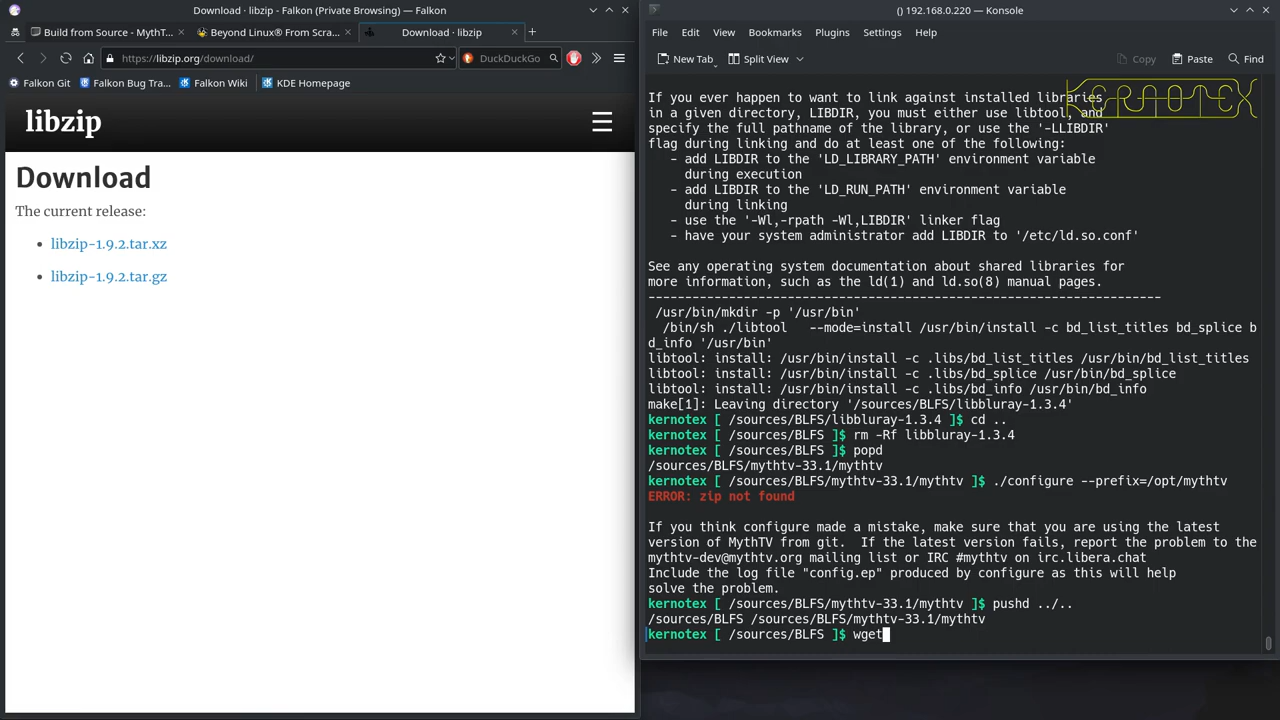 Download · libzip - Falkon (Private Browsing) — Falkon
Build from Source - MythT...
Beyond Linux® From Scra...
Download · libzip
https://libzip.org/download/
DuckDuckGo
Falkon Git
Falkon Bug Tra...
Falkon Wiki
KDE Homepage
libzip
Download
The current release:
• libzip-1.9.2.tar.xz
• libzip-1.9.2.tar.gz
() 192.168.0.220 — Konsole
File Edit View Bookmarks Plugins Settings Help
New Tab
Split View
Copy
Paste
Find
KERNOTEX
If you ever happen to want to link against installed libraries
in a given directory, LIBDIR, you must either use libtool, and
specify the full pathname of the library, or use the '-LLIBDIR'
flag during linking and do at least one of the following:
- add LIBDIR to the 'LD_LIBRARY_PATH' environment variable
during execution
- add LIBDIR to the 'LD_RUN_PATH' environment variable
during linking
- use the '-Wl,-rpath -Wl,LIBDIR' linker flag
- have your system administrator add LIBDIR to '/etc/ld.so.conf'
See any operating system documentation about shared libraries for
more information, such as the ld(1) and ld.so(8) manual pages.
----------------------------------------------------------------------
/usr/bin/mkdir -p '/usr/bin'
/bin/sh ./libtool   --mode=install /usr/bin/install -c bd_list_titles bd_splice b
d_info '/usr/bin'
libtool: install: /usr/bin/install -c .libs/bd_list_titles /usr/bin/bd_list_titles
libtool: install: /usr/bin/install -c .libs/bd_splice /usr/bin/bd_splice
libtool: install: /usr/bin/install -c .libs/bd_info /usr/bin/bd_info
make[1]: Leaving directory '/sources/BLFS/libbluray-1.3.4'
kernotex [ /sources/BLFS/libbluray-1.3.4 ]$ cd ..
kernotex [ /sources/BLFS ]$ rm -Rf libbluray-1.3.4
kernotex [ /sources/BLFS ]$ popd
/sources/BLFS/mythtv-33.1/mythtv
kernotex [ /sources/BLFS/mythtv-33.1/mythtv ]$ ./configure --prefix=/opt/mythtv
ERROR: zip not found
If you think configure made a mistake, make sure that you are using the latest
version of MythTV from git.  If the latest version fails, report the problem to the
mythtv-dev@mythtv.org mailing list or IRC #mythtv on irc.libera.chat
Include the log file "config.ep" produced by configure as this will help
solve the problem.
kernotex [ /sources/BLFS/mythtv-33.1/mythtv ]$ pushd ../..
/sources/BLFS /sources/BLFS/mythtv-33.1/mythtv
kernotex [ /sources/BLFS ]$ wget